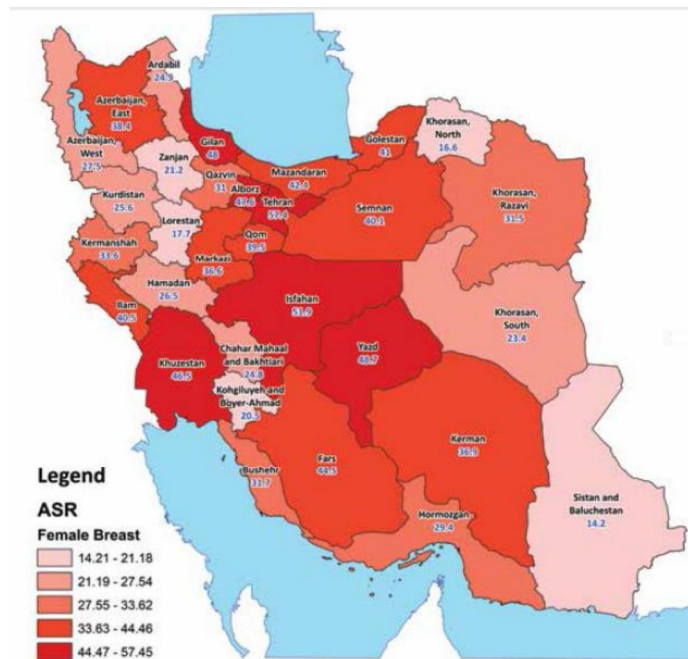 Ardabil
24.9
Azerbaijan,
East
38.4
Azerbaijan,
West
27.5
Gilan
48
Zanjan
21.2
Qazvin
31
Alborz
47.6
Tehran
57.4
Mazandaran
42.4
Golestan
41
Khorasan,
North
16.6
Khorasan,
Razavi
31.5
Semnan
40.1
Kurdistan
25.6
Lorestan
17.7
Kermanshah
33.6
Markazi
36.6
Qom
39.5
Hamadan
26.5
Ilam
40.5
Isfahan
51.9
Khorasan,
South
23.4
Yazd
48.7
Khuzestan
46.5
Chahar Mahaal
and Bakhtiari
24.8
Kohgiluyeh and
Boyer-Ahmad
20.5
Fars
44.5
Kerman
36.9
Bushehr
31.7
Hormozgan
29.4
Sistan and
Baluchestan
14.2
Legend
ASR
Female Breast
14.21 - 21.18
21.19 - 27.54
27.55 - 33.62
33.63 - 44.46
44.47 - 57.45